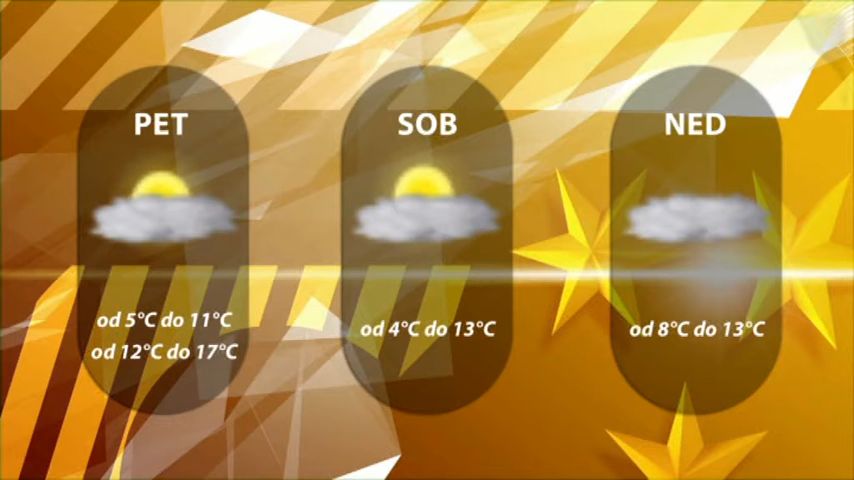 PET
od 5°C do 11°C
od 12°C do 17°C
SOB
od 4°C do 13°C
NED
od 8°C do 13°C